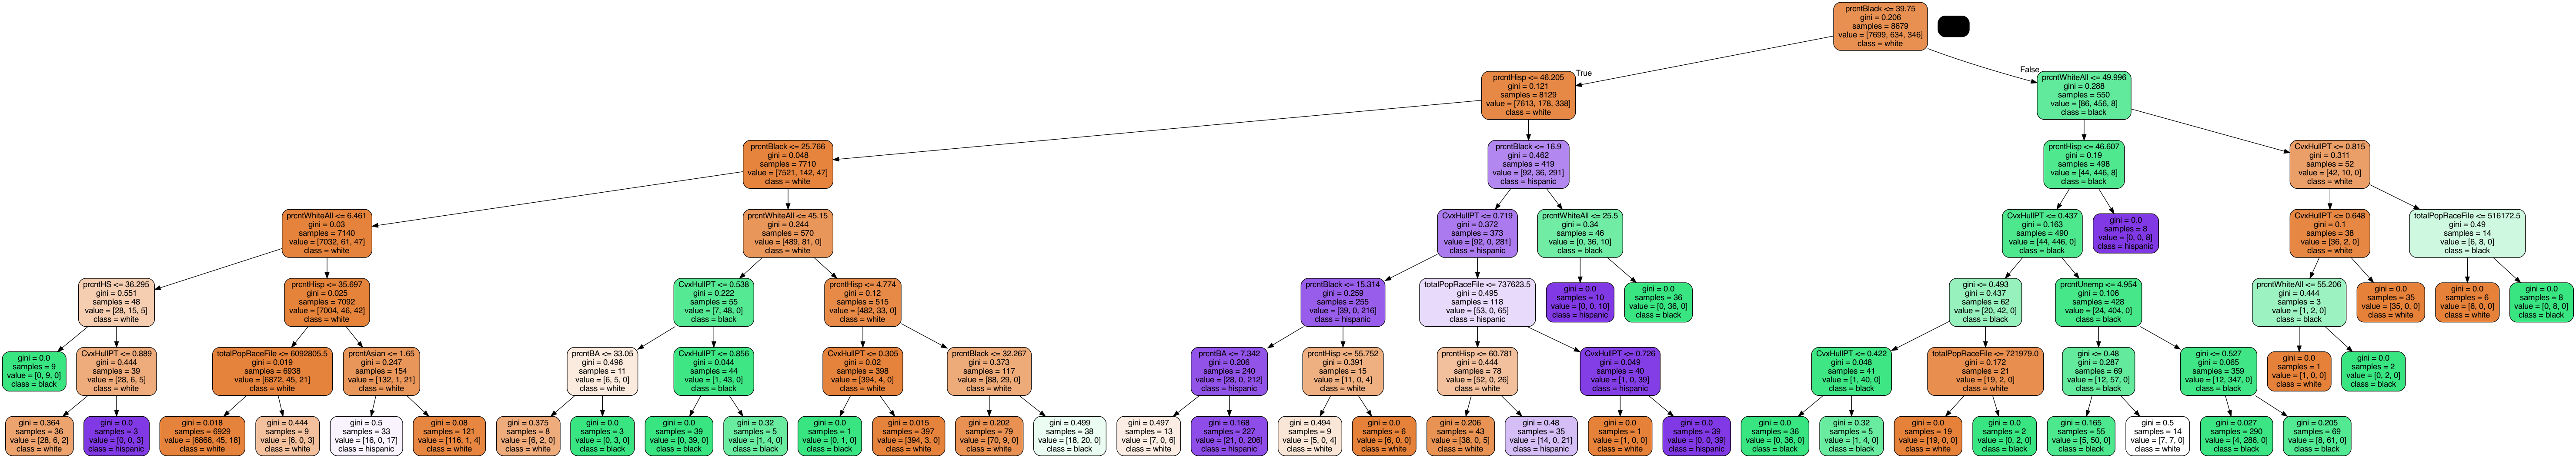 prcntBlack <= 39.75
gini = 0.206
samples = 8679
value = [7699, 634, 346]
class = white
True
False
prcntHisp <= 46.205
gini = 0.121
samples = 8129
value = [7613, 178, 338]
class = white
prcntWhiteAll <= 49.996
gini = 0.288
samples = 550
value = [86, 456, 8]
class = black
prcntBlack <= 25.766
gini = 0.048
samples = 7710
value = [7521, 142, 47]
class = white
prcntBlack <= 16.9
gini = 0.462
samples = 419
value = [92, 36, 291]
class = hispanic
prcntHisp <= 46.607
gini = 0.19
samples = 498
value = [44, 446, 8]
class = black
CvxHullPT <= 0.815
gini = 0.311
samples = 52
value = [42, 10, 0]
class = white
prcntWhiteAll <= 6.461
gini = 0.03
samples = 7140
value = [7032, 61, 47]
class = white
prcntWhiteAll <= 45.15
gini = 0.244
samples = 570
value = [489, 81, 0]
class = white
CvxHullPT <= 0.719
gini = 0.372
samples = 373
value = [92, 0, 281]
class = hispanic
prcntWhiteAll <= 25.5
gini = 0.34
samples = 46
value = [0, 36, 10]
class = black
CvxHullPT <= 0.437
gini = 0.163
samples = 490
value = [44, 446, 0]
class = black
gini = 0.0
samples = 8
value = [0, 0, 8]
class = hispanic
CvxHullPT <= 0.648
gini = 0.1
samples = 38
value = [36, 2, 0]
class = white
totalPopRaceFile <= 516172.5
gini = 0.49
samples = 14
value = [6, 8, 0]
class = black
prcntHS <= 36.295
gini = 0.551
samples = 48
value = [28, 15, 5]
class = white
prcntHisp <= 35.697
gini = 0.025
samples = 7092
value = [7004, 46, 42]
class = white
CvxHullPT <= 0.538
gini = 0.222
samples = 55
value = [7, 48, 0]
class = black
prcntHisp <= 4.774
gini = 0.12
samples = 515
value = [482, 33, 0]
class = white
prcntBlack <= 15.314
gini = 0.259
samples = 255
value = [39, 0, 216]
class = hispanic
totalPopRaceFile <= 737623.5
gini = 0.495
samples = 118
value = [53, 0, 65]
class = hispanic
gini = 0.0
samples = 10
value = [0, 0, 10]
class = hispanic
gini = 0.0
samples = 36
value = [0, 36, 0]
class = black
gini <= 0.493
gini = 0.437
samples = 62
value = [20, 42, 0]
class = black
prcntUnemp <= 4.954
gini = 0.106
samples = 428
value = [24, 404, 0]
class = black
prcntWhiteAll <= 55.206
gini = 0.444
samples = 3
value = [1, 2, 0]
class = black
gini = 0.0
samples = 35
value = [35, 0, 0]
class = white
gini = 0.0
samples = 6
value = [6, 0, 0]
class = white
gini = 0.0
samples = 8
value = [0, 8, 0]
class = black
gini = 0.0
samples = 9
value = [0, 9, 0]
class = black
CvxHullPT <= 0.889
gini = 0.444
samples = 39
value = [28, 6, 5]
class = white
totalPopRaceFile <= 6092805.5
gini = 0.019
samples = 6938
value = [6872, 45, 21]
class = white
prcntAsian <= 1.65
gini = 0.247
samples = 154
value = [132, 1, 21]
class = white
prcntBA <= 33.05
gini = 0.496
samples = 11
value = [6, 5, 0]
class = white
CvxHullPT <= 0.856
gini = 0.044
samples = 44
value = [1, 43, 0]
class = black
CvxHullPT <= 0.305
gini = 0.02
samples = 398
value = [394, 4, 0]
class = white
prcntBlack <= 32.267
gini = 0.373
samples = 117
value = [88, 29, 0]
class = white
prcntBA <= 7.342
gini = 0.206
samples = 240
value = [28, 0, 212]
class = hispanic
prcntHisp <= 55.752
gini = 0.391
samples = 15
value = [11, 0, 4]
class = white
prcntHisp <= 60.781
gini = 0.444
samples = 78
value = [52, 0, 26]
class = white
CvxHullPT <= 0.726
gini = 0.049
samples = 40
value = [1, 0, 39]
class = hispanic
CvxHullPT <= 0.422
gini = 0.048
samples = 41
value = [1, 40, 0]
class = black
totalPopRaceFile <= 721979.0
gini = 0.172
samples = 21
value = [19, 2, 0]
class = white
gini <= 0.48
gini = 0.287
samples = 69
value = [12, 57, 0]
class = black
gini <= 0.527
gini = 0.065
samples = 359
value = [12, 347, 0]
class = black
gini = 0.0
samples = 1
value = [1, 0, 0]
class = white
gini = 0.0
samples = 2
value = [0, 2, 0]
class = black
gini = 0.364
samples = 36
value = [28, 6, 2]
class = white
gini = 0.0
samples = 3
value = [0, 0, 3]
class = hispanic
gini = 0.018
samples = 6929
value = [6866, 45, 18]
class = white
gini = 0.444
samples = 9
value = [6, 0, 3]
class = white
gini = 0.5
samples = 33
value = [16, 0, 17]
class = hispanic
gini = 0.08
samples = 121
value = [116, 1, 4]
class = white
gini = 0.375
samples = 8
value = [6, 2, 0]
class = white
gini = 0.0
samples = 3
value = [0, 3, 0]
class = black
gini = 0.0
samples = 39
value = [0, 39, 0]
class = black
gini = 0.32
samples = 5
value = [1, 4, 0]
class = black
gini = 0.0
samples = 1
value = [0, 1, 0]
class = black
gini = 0.015
samples = 397
value = [394, 3, 0]
class = white
gini = 0.202
samples = 79
value = [70, 9, 0]
class = white
gini = 0.499
samples = 38
value = [18, 20, 0]
class = black
gini = 0.497
samples = 13
value = [7, 0, 6]
class = white
gini = 0.168
samples = 227
value = [21, 0, 206]
class = hispanic
gini = 0.494
samples = 9
value = [5, 0, 4]
class = white
gini = 0.0
samples = 6
value = [6, 0, 0]
class = white
gini = 0.206
samples = 43
value = [38, 0, 5]
class = white
gini = 0.48
samples = 35
value = [14, 0, 21]
class = hispanic
gini = 0.0
samples = 1
value = [1, 0, 0]
class = white
gini = 0.0
samples = 39
value = [0, 0, 39]
class = hispanic
gini = 0.0
samples = 36
value = [0, 36, 0]
class = black
gini = 0.32
samples = 5
value = [1, 4, 0]
class = black
gini = 0.0
samples = 19
value = [19, 0, 0]
class = white
gini = 0.0
samples = 2
value = [0, 2, 0]
class = black
gini = 0.165
samples = 55
value = [5, 50, 0]
class = black
gini = 0.5
samples = 14
value = [7, 7, 0]
class = white
gini = 0.027
samples = 290
value = [4, 286, 0]
class = black
gini = 0.205
samples = 69
value = [8, 61, 0]
class = black